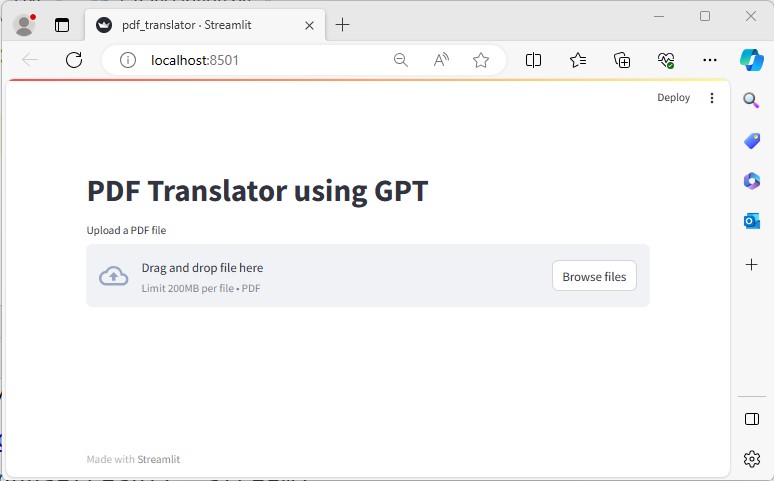 pdf_translator · Streamlit
localhost:8501
Deploy
PDF Translator using GPT
Upload a PDF file
Drag and drop file here
Limit 200MB per file • PDF
Browse files
Made with Streamlit